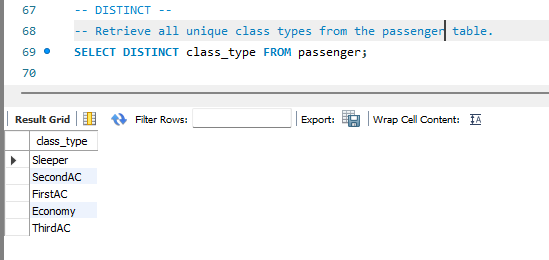 67 -- DISTINCT --
68 -- Retrieve all unique class types from the passenger table.
69 SELECT DISTINCT class_type FROM passenger;
70
Result Grid Filter Rows: Export: Wrap Cell Content: IA
class_type
Sleeper
SecondAC
FirstAC
Economy
ThirdAC